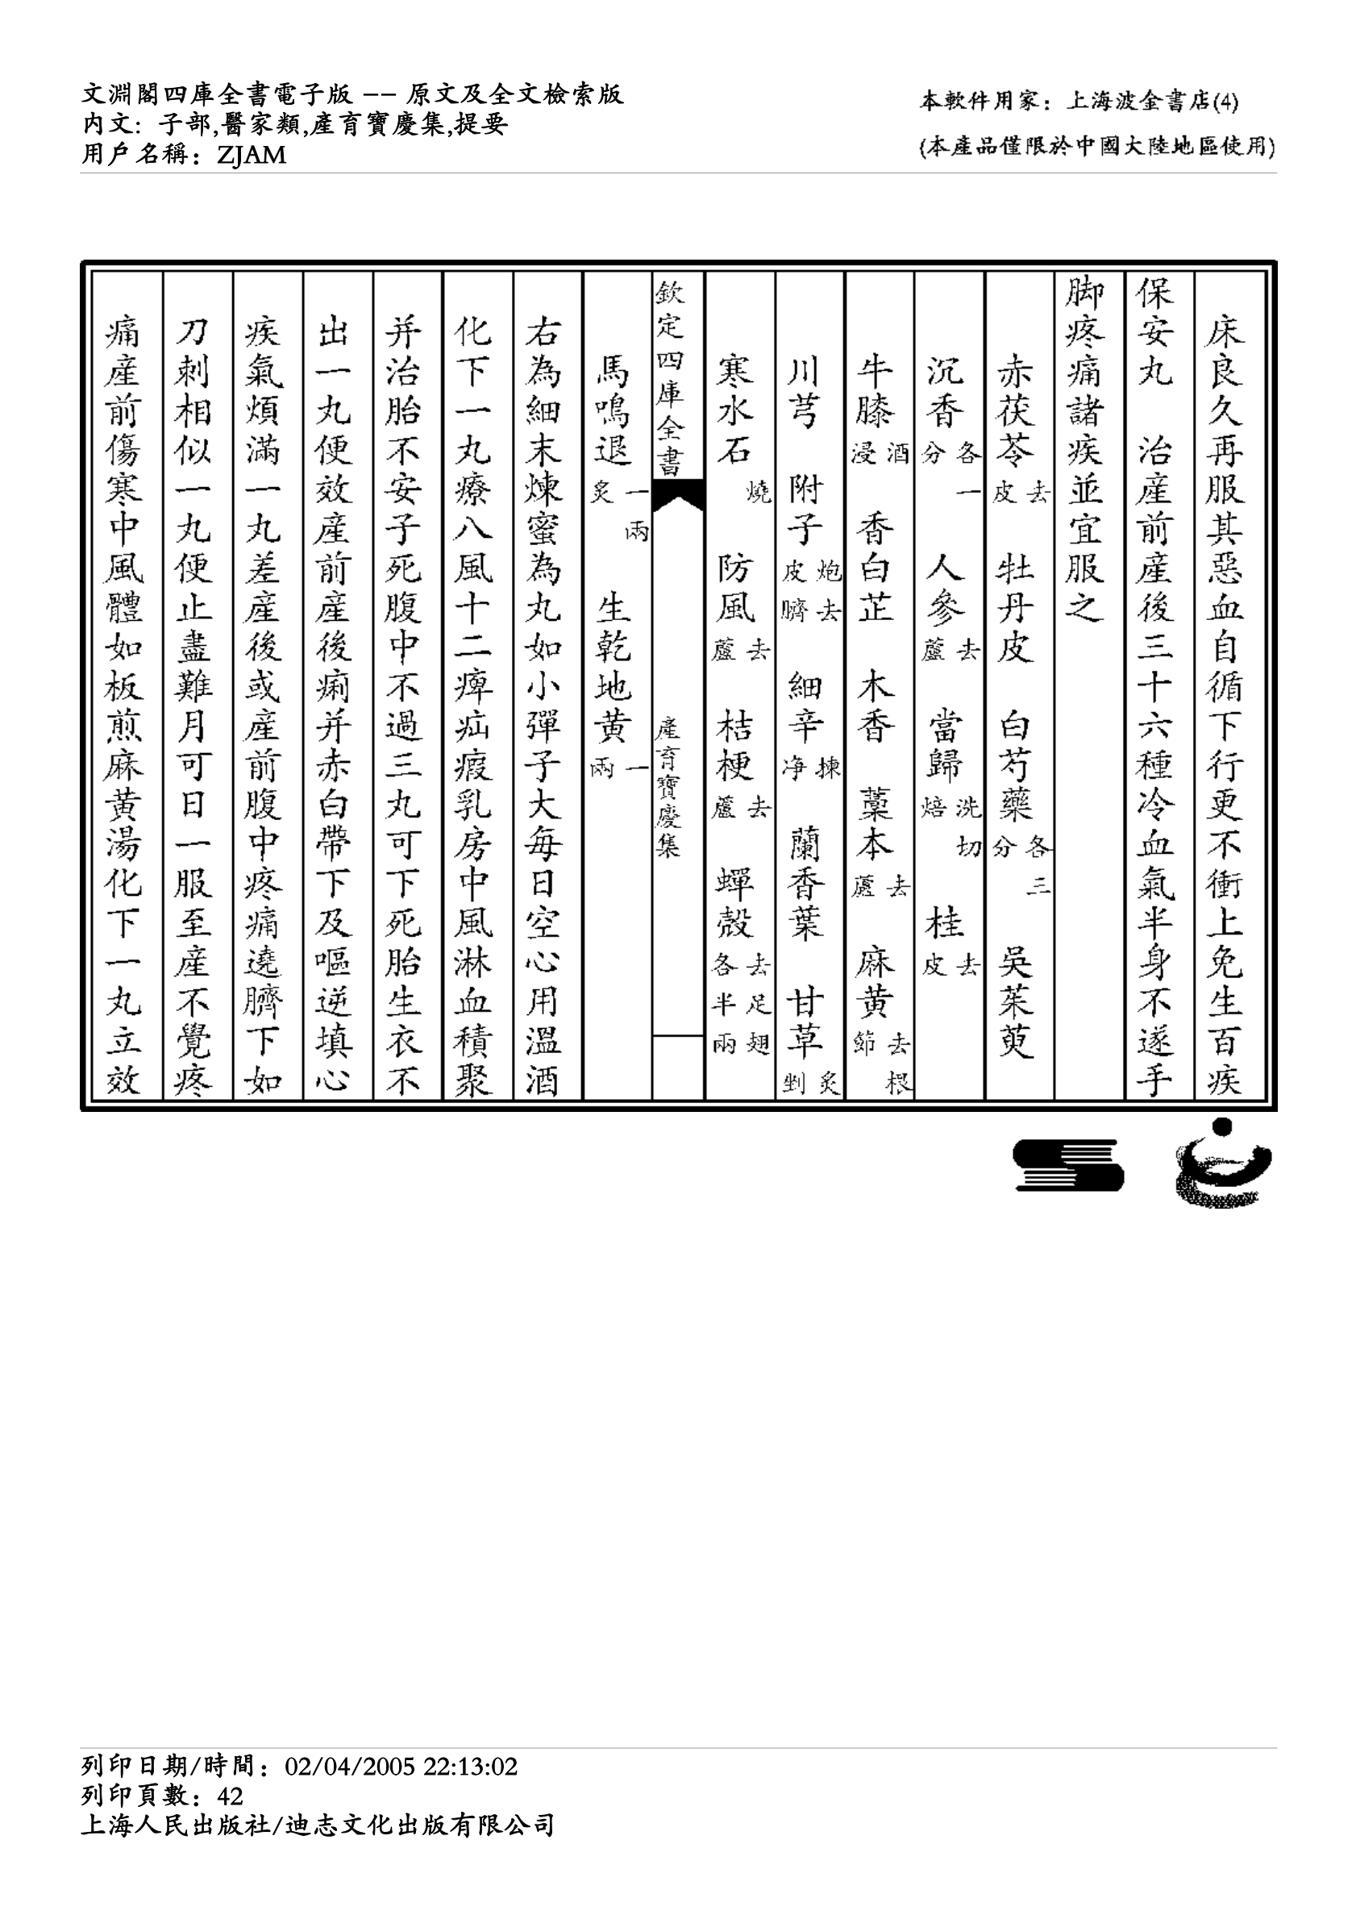 文淵閣四庫全書電子版 -- 原文及全文檢索版
内文: 子部,醫家類,產育寶慶集,提要
用戶名稱: ZJAM
本軟件用家: 上海波金書店(4)
(本產品僅限於中國大陸地區使用)
床良久再服其惡血自循下行更不衝上免生百疾
保安丸 治產前產後三十六種冷血氣半身不遂手
脚疼痛諸疾並宜服之
赤茯苓去皮 牡丹皮 白芍藥各三分 吳茱萸
沉香各一分 人參去蘆 當歸洗切焙 桂去皮
牛膝酒浸 香白芷 木香 藁本去蘆 麻黃去根節
川芎 附子炮去皮臍 細辛揀净 蘭香葉 甘草炙剉
寒水石燒 防風去蘆 桔梗去蘆 蟬殼去足翅各半兩
欽定四庫全書 產育寶慶集
馬鳴退一兩炙 生乾地黃一兩
右為細末煉蜜為丸如小彈子大每日空心用溫酒
化下一丸療八風十二痺疝瘕乳房中風淋血積聚
并治胎不安子死腹中不過三丸可下死胎生衣不
出一丸便效產前產後痢并赤白帶下及嘔逆填心
疾氣煩滿一丸差產後或產前腹中疼痛遶臍下如
刀刺相似一丸便止盡難月可日一服至產不覺疼
痛產前傷寒中風體如板煎麻黃湯化下一丸立效
列印日期/時間: 02/04/2005 22:13:02
列印頁數: 42
上海人民出版社/迪志文化出版有限公司